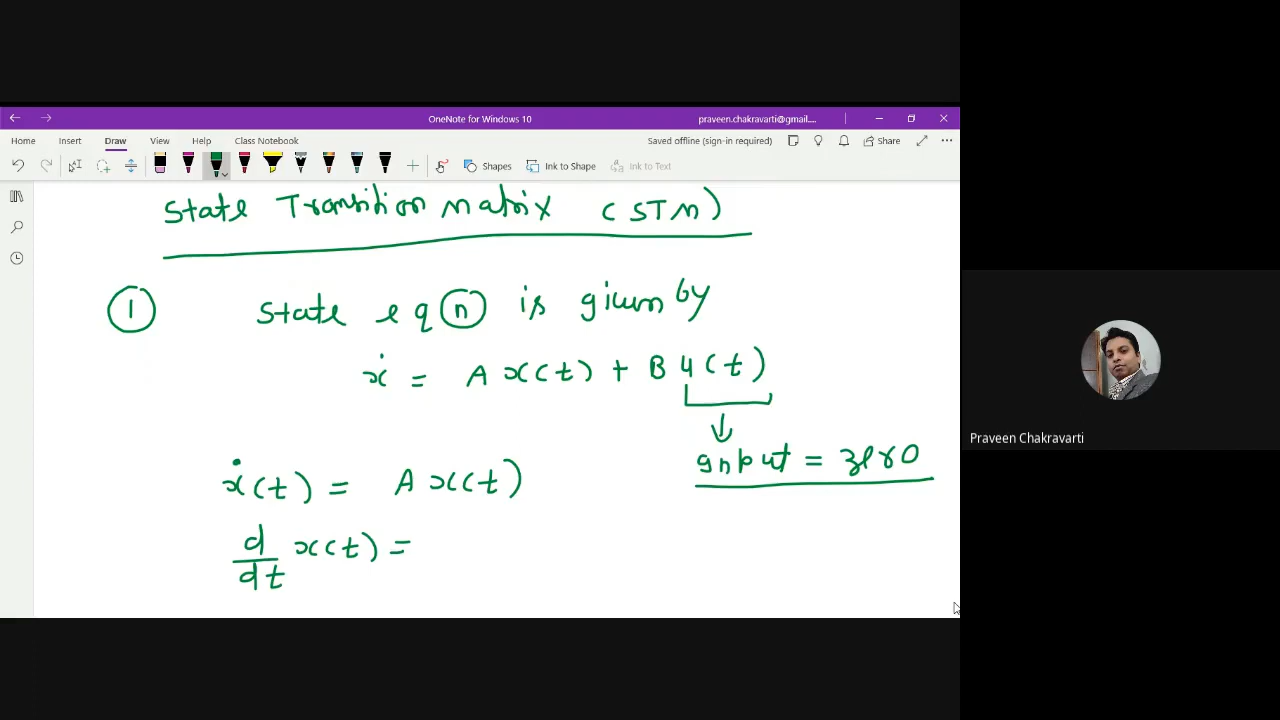 OneNote for Windows 10
praveen.chakravarti@gmail....
Home Insert Draw View Help Class Notebook
Saved offline (sign-in required)
Share
Shapes Ink to Shape Ink to Text
State Transition Matrix (STM)
1 State eqn is given by
ẋ = A x(t) + B u(t)
↓
Input = zero
ẋ(t) = A x(t)
d/dt x(t) =
Praveen Chakravarti